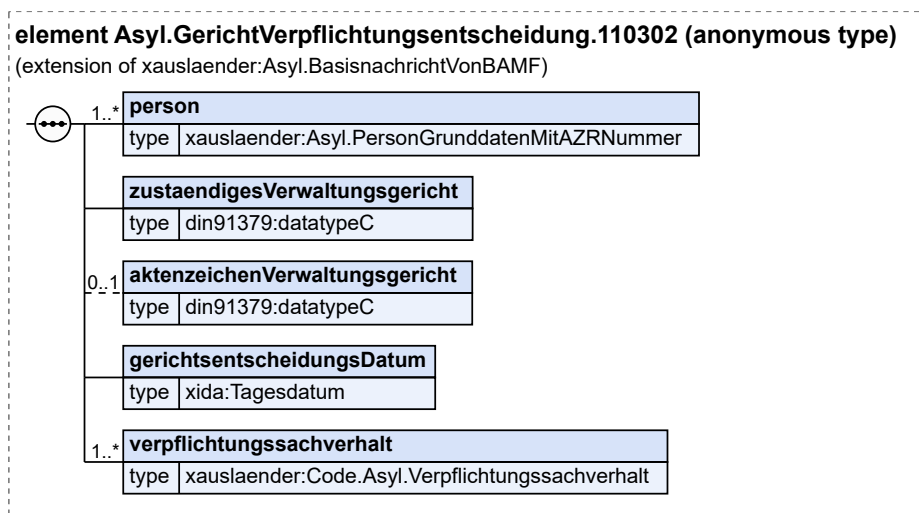 element Asyl.GerichtVerpflichtungsentscheidung.110302 (anonymous type)
(extension of xauslaender:Asyl.BasisnachrichtVonBAMF)
1..* person
type xauslaender:Asyl.PersonGrunddatenMitAZRNummer
zustaendigesVerwaltungsgericht
type din91379:datatypeC
0..1 aktenzeichenVerwaltungsgericht
type din91379:datatypeC
gerichtsentscheidungsDatum
type xida:Tagesdatum
1..* verpflichtungssachverhalt
type xauslaender:Code.Asyl.Verpflichtungssachverhalt